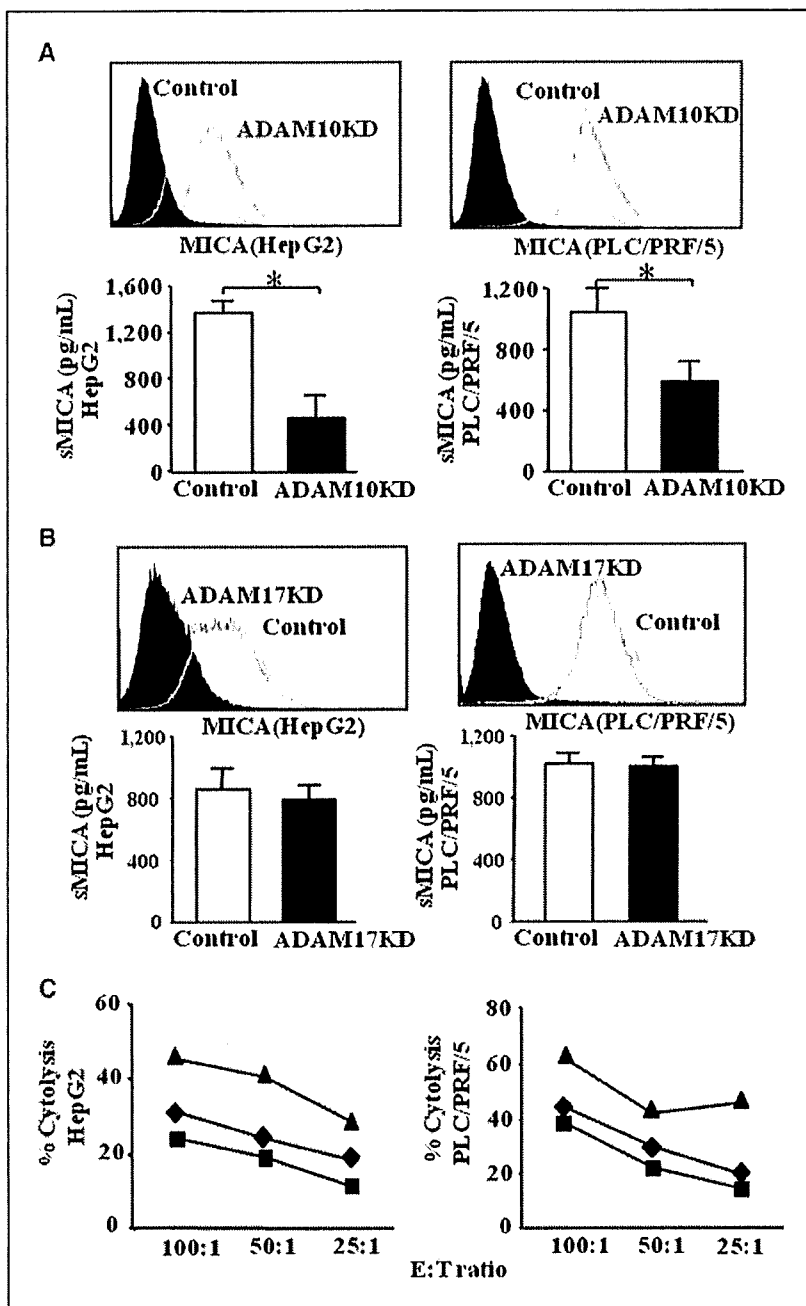 A
Control
ADAM10KD
Control
ADAM10KD
MICA(HepG2)
MICA(PLC/PRF/5)
sMICA (pg/mL)
HepG2
1,600
1,200
800
400
0
*
Control ADAM10KD
sMICA (pg/mL)
PLC/PRF/5
1,200
800
400
0
*
Control ADAM10KD
B
ADAM17KD
Control
ADAM17KD
Control
MICA(HepG2)
MICA(PLC/PRF/5)
sMICA (pg/mL)
HepG2
1,200
800
400
0
Control ADAM17KD
sMICA (pg/mL)
PLC/PRF/5
1,200
800
400
0
Control ADAM17KD
C
% Cytolysis
HepG2
60
40
20
0
100:1 50:1 25:1
% Cytolysis
PLC/PRF/5
80
60
40
20
0
100:1 50:1 25:1
E:T ratio